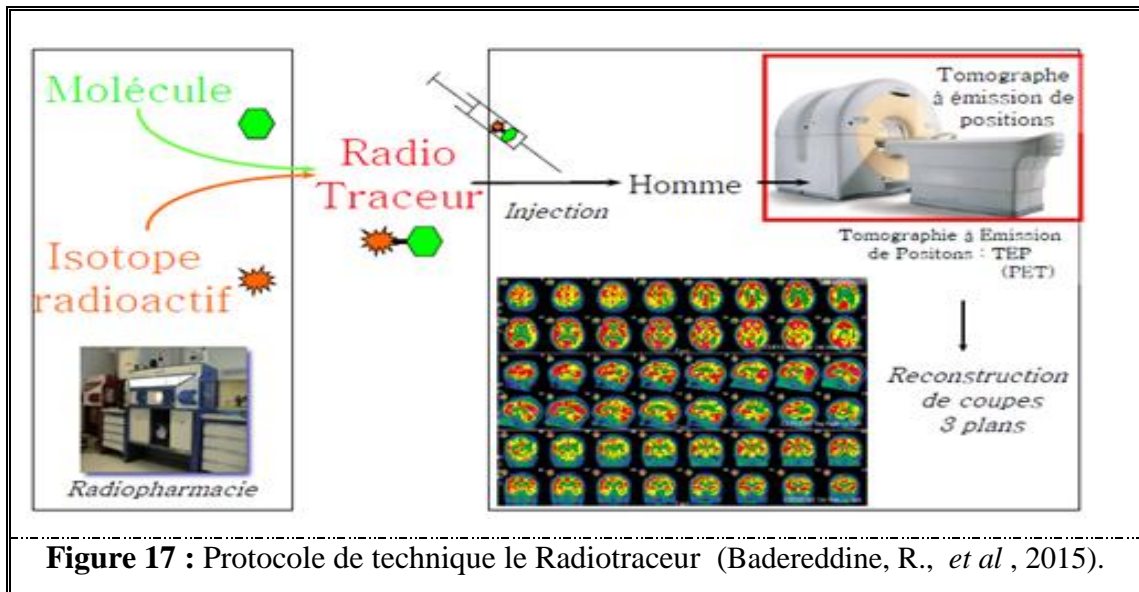 Molécule
Isotope
radioactif
Radiopharmacie
Radio
Traceur
Injection
Homme
Tomographe
à émission de
positions
Tomographie à Emission
de Positons : TEP
(PET)
Reconstruction
de coupes
3 plans
Figure 17 : Protocole de technique le Radiotraceur (Badereddine, R., et al , 2015).